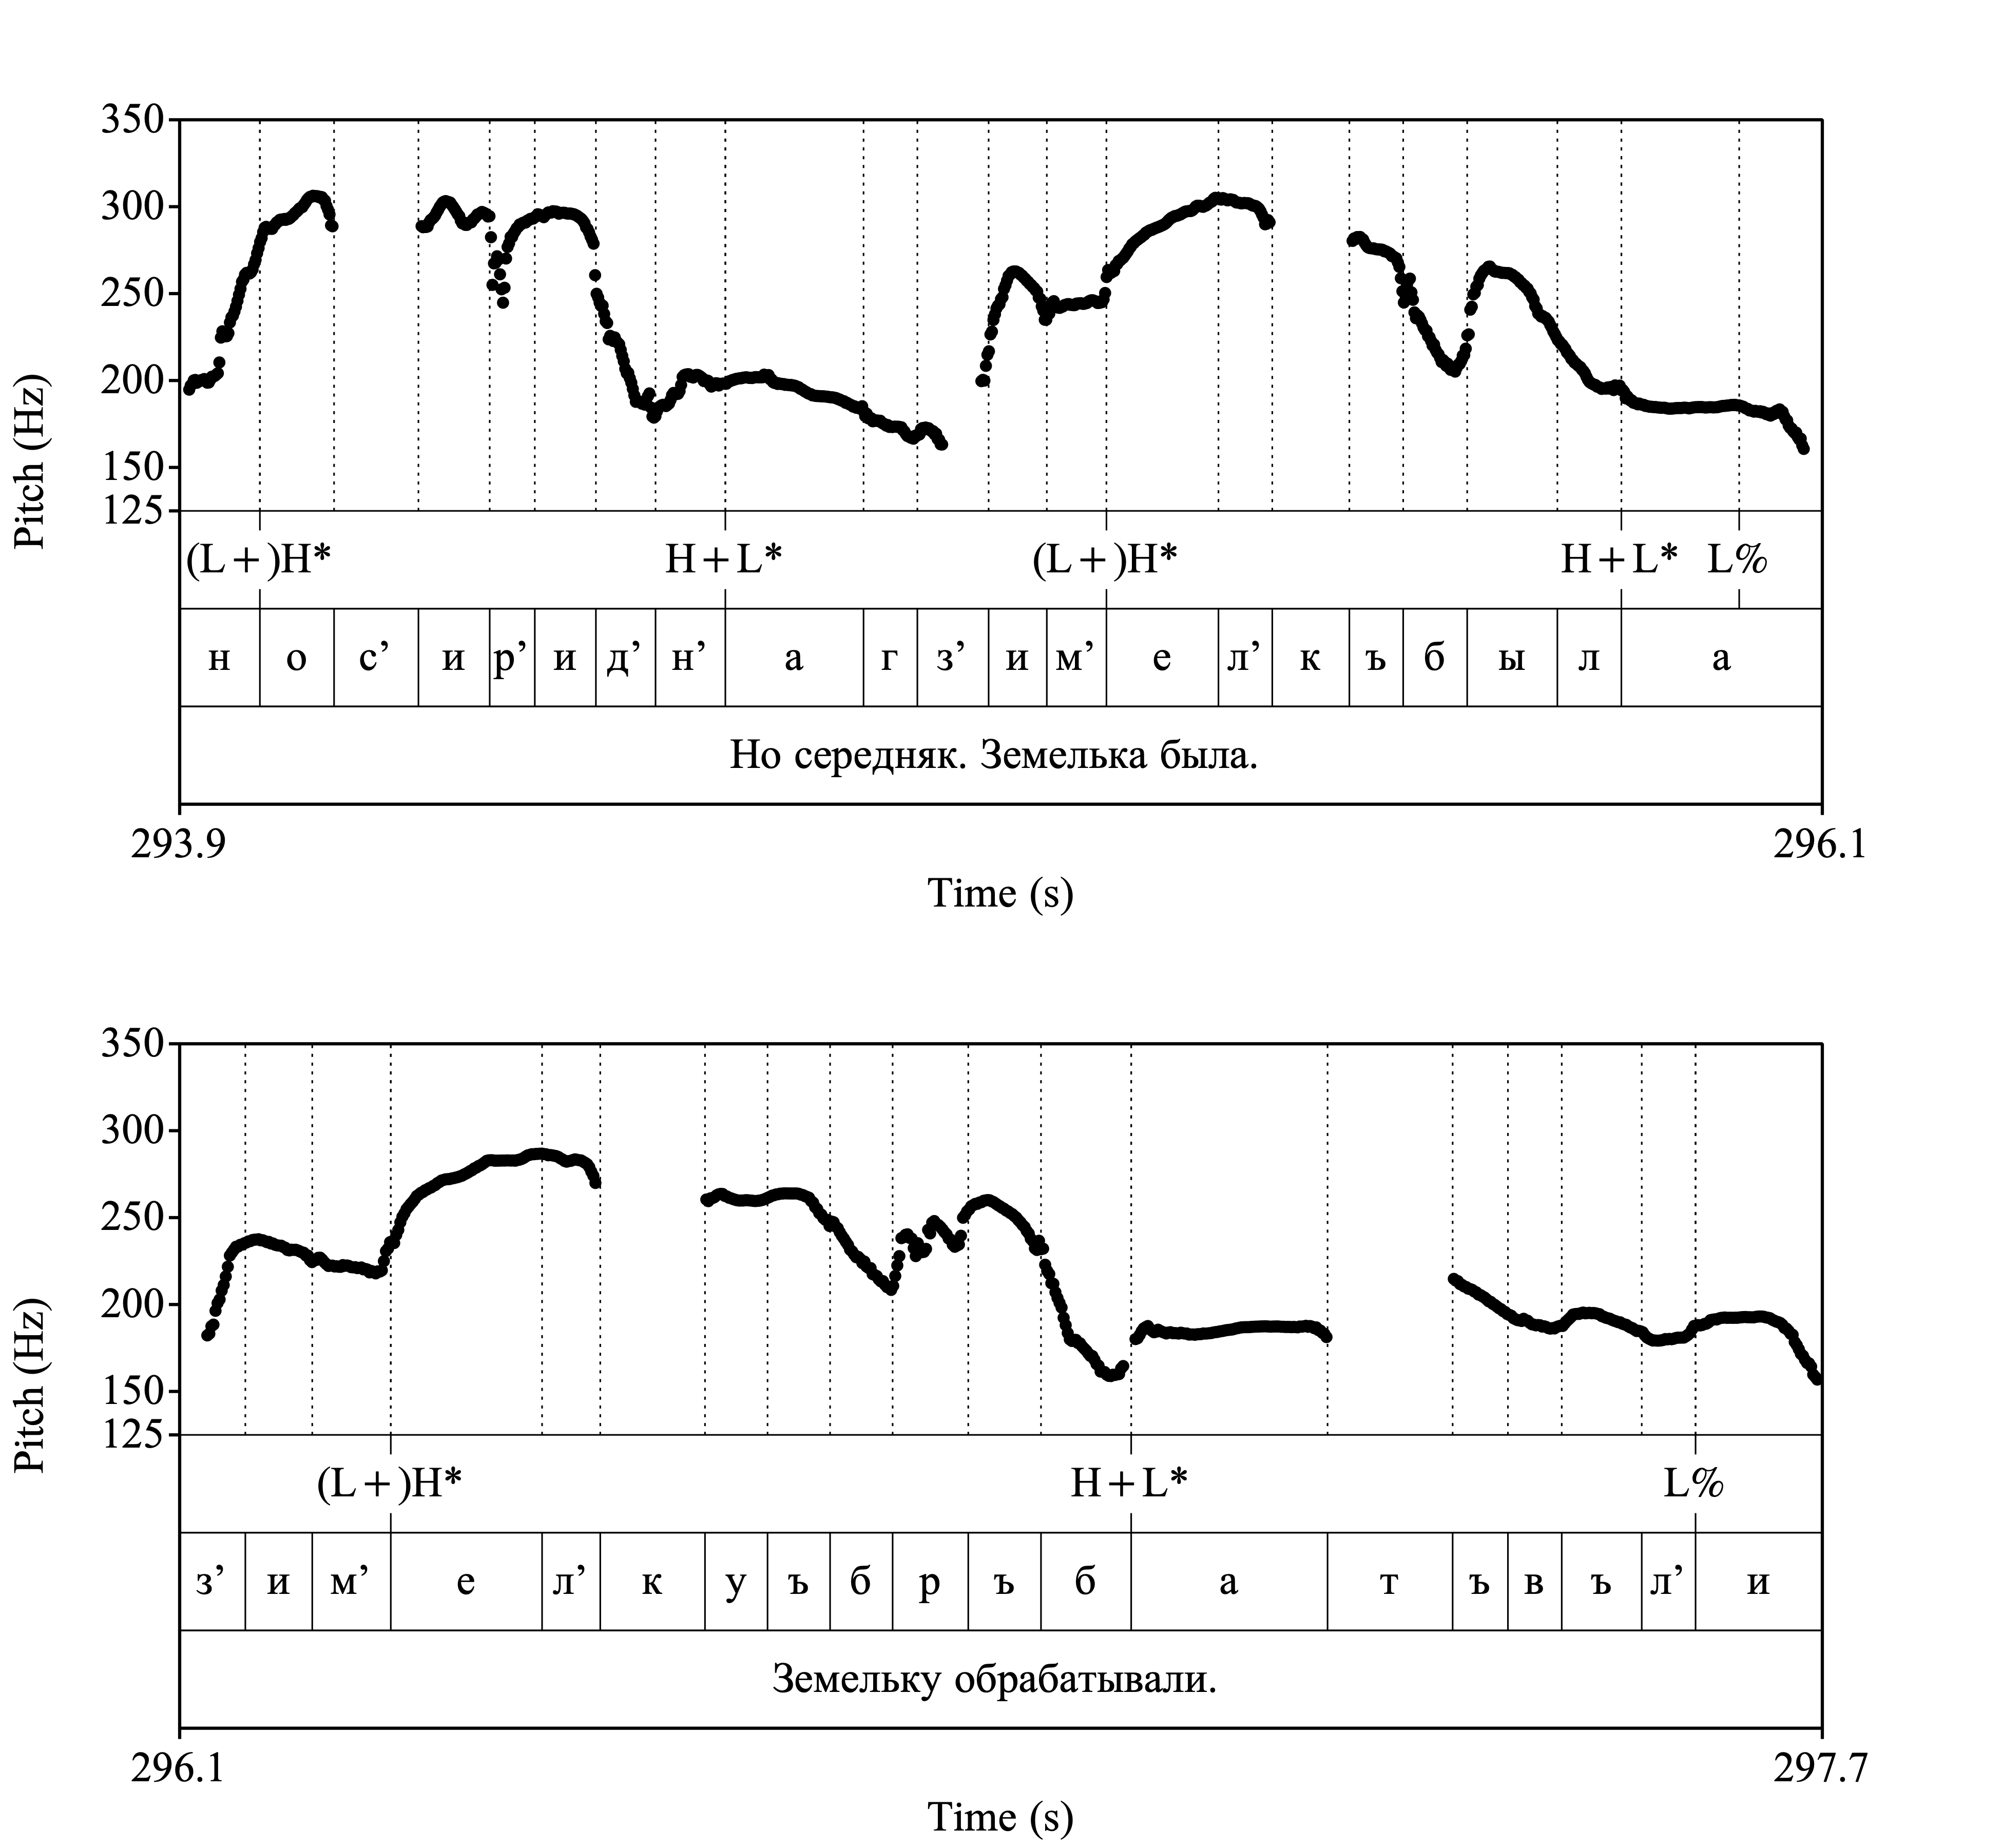 350
300
250
200
150
125
Pitch (Hz)
(L+)H* H+L* (L+)H* H+L* L%
н о с’ и р’ и д’ н’ а г з’ и м’ е л’ к ъ б ы л а
Но середняк. Земелька была.
293.9 296.1
Time (s)
350
300
250
200
150
125
Pitch (Hz)
(L+)H* H+L* L%
з’ и м’ е л’ к у ъ б р ъ б а т ъ в ъ л’ и
Земельку обрабатывали.
296.1 297.7
Time (s)